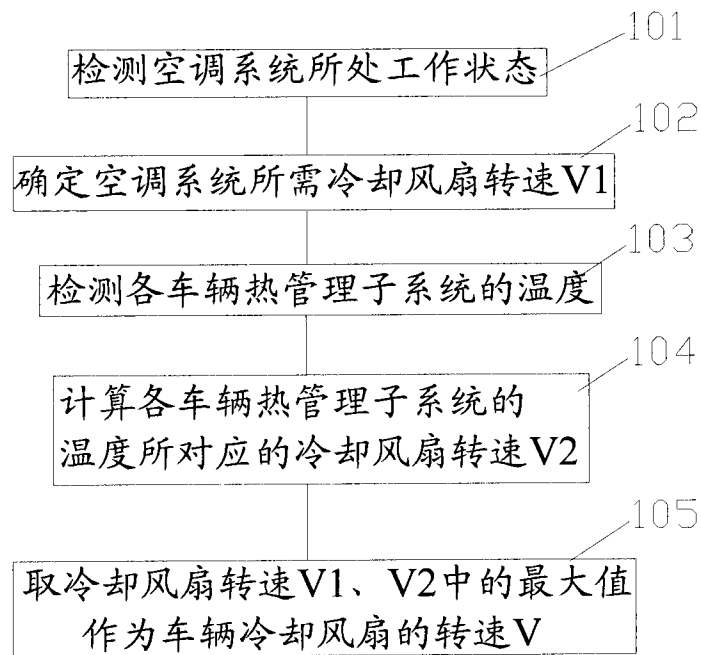 101
检测空调系统所处工作状态
102
确定空调系统所需冷却风扇转速V1
103
检测各车辆热管理子系统的温度
104
计算各车辆热管理子系统的
温度所对应的冷却风扇转速V2
105
取冷却风扇转速V1、V2中的最大值
作为车辆冷却风扇的转速V